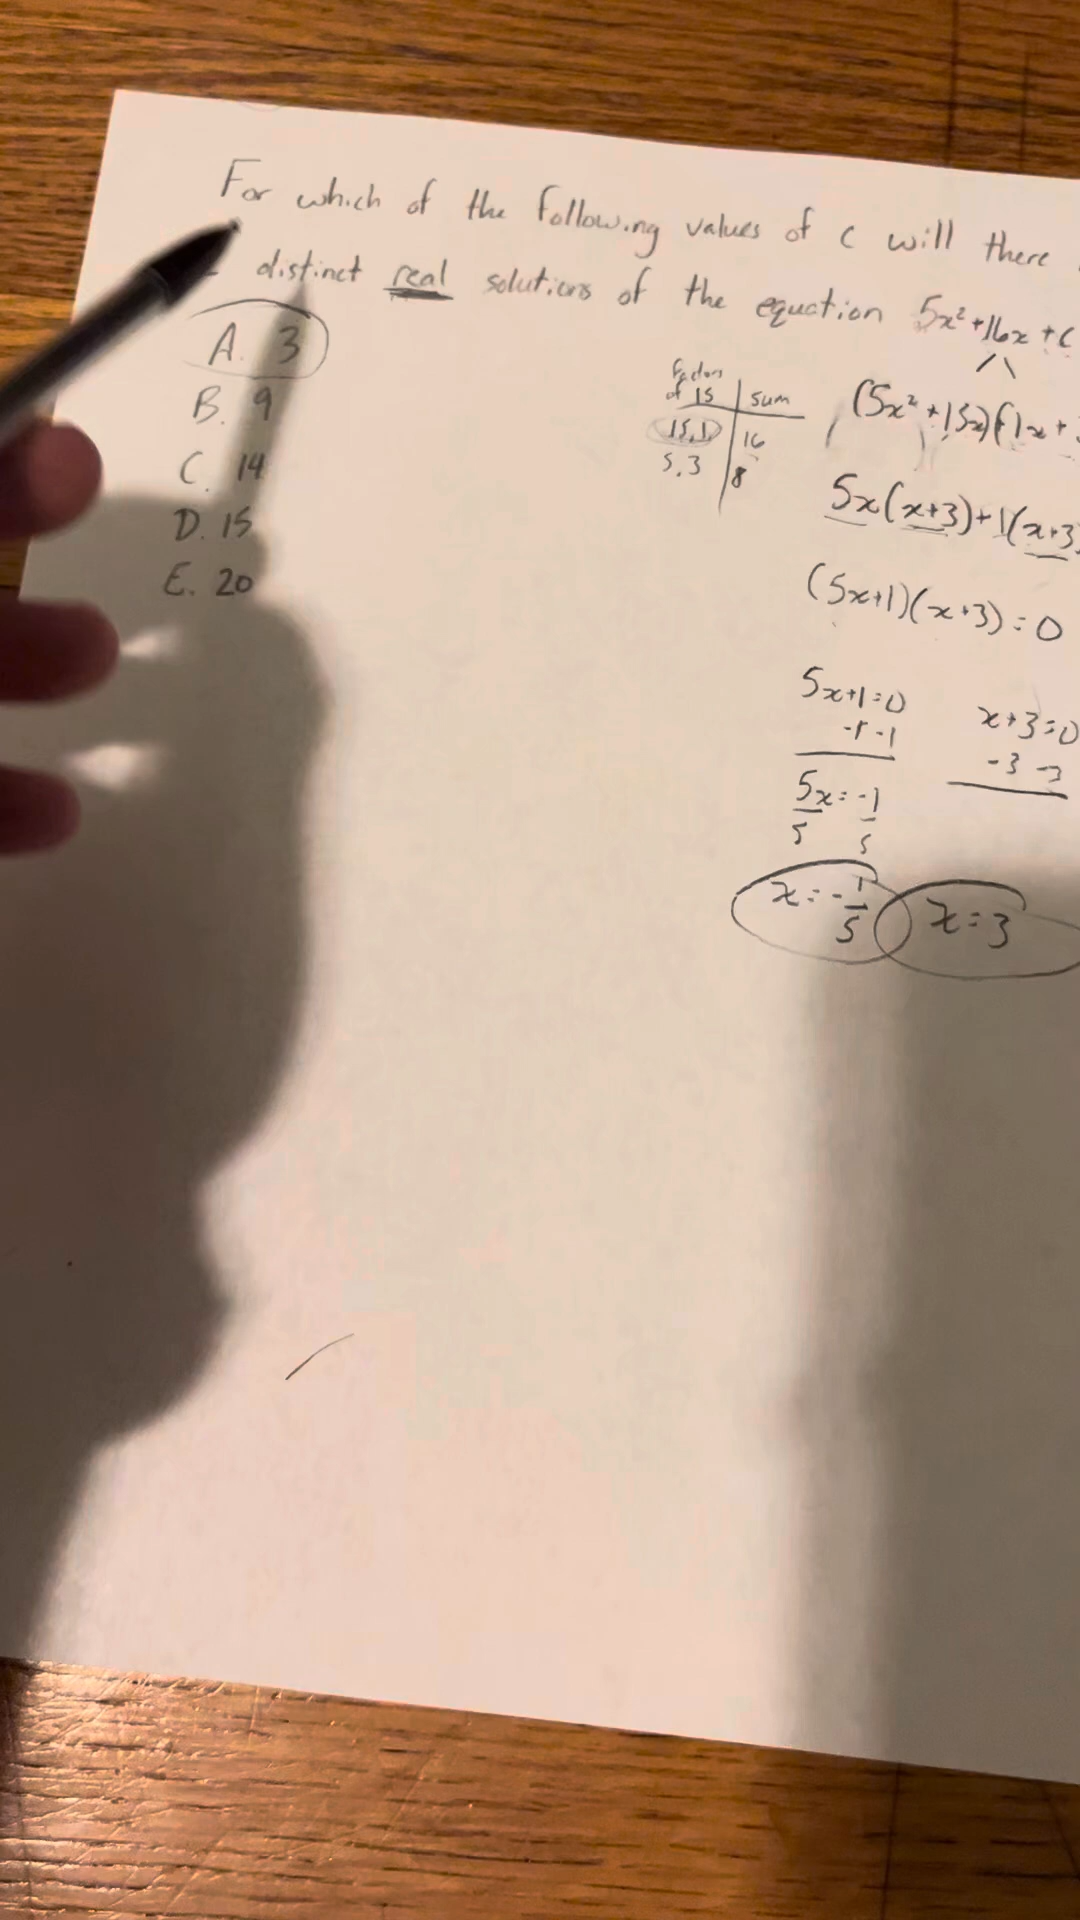 For which of the following values of c will there
distinct real solutions of the equation 5x² + 16x + c
A. 3
B. 9
C. 14
D. 15
E. 20
factors of 15 | sum
15, 1 | 16
5, 3 | 8
(5x² + 15x)(1x +
5x(x+3)+1(x+3)
(5x+1)(x+3)=0
5x+1=0 x+3=0
-1 -1 -3 -3
5x=-1
5 5
x=-1/5 x=3